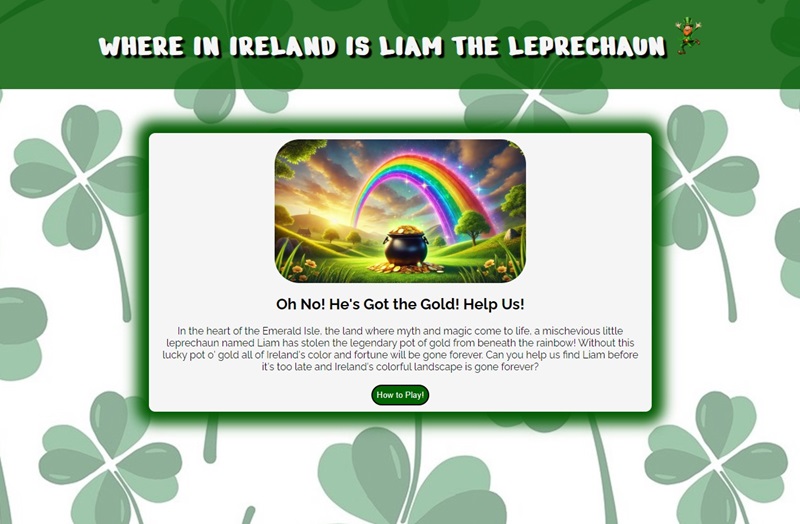 WHERE IN IRELAND IS LIAM THE LEPRECHAUN
Oh No! He's Got the Gold! Help Us!
In the heart of the Emerald Isle, the land where myth and magic come to life, a mischevious little
leprechaun named Liam has stolen the legendary pot of gold from beneath the rainbow! Without this
lucky pot o' gold all of Ireland's color and fortune will be gone forever. Can you help us find Liam before
it's too late and Ireland's colorful landscape is gone forever?
How to Play!